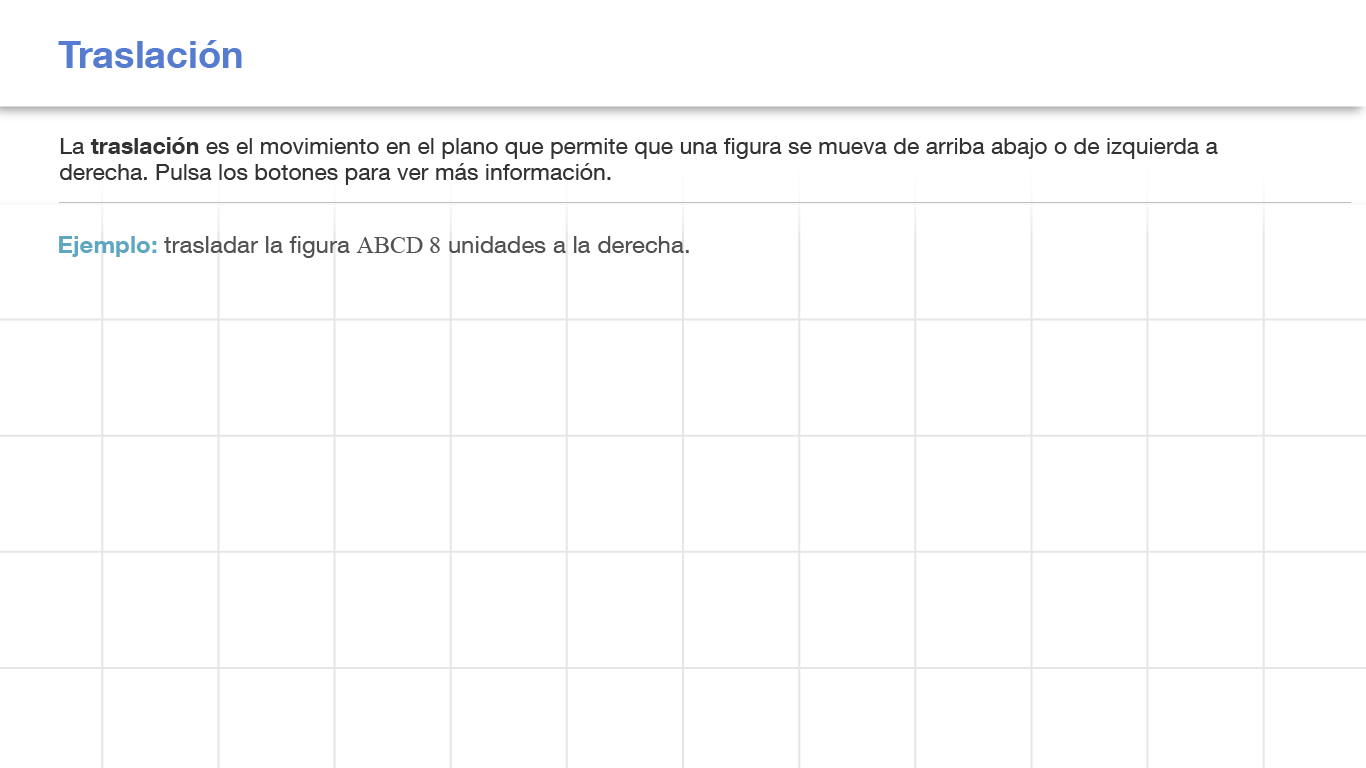 Traslación
La traslación es el movimiento en el plano que permite que una figura se mueva de arriba abajo o de izquierda a
derecha. Pulsa los botones para ver más información.
Ejemplo: trasladar la figura ABCD 8 unidades a la derecha.